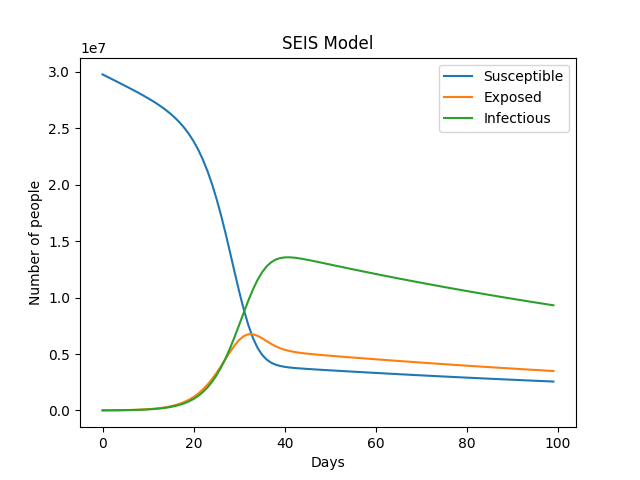 SEIS Model
1e7
Susceptible
Exposed
Infectious
3.0
2.5
2.0
1.5
1.0
0.5
0.0
Number of people
0
20
40
60
80
100
Days